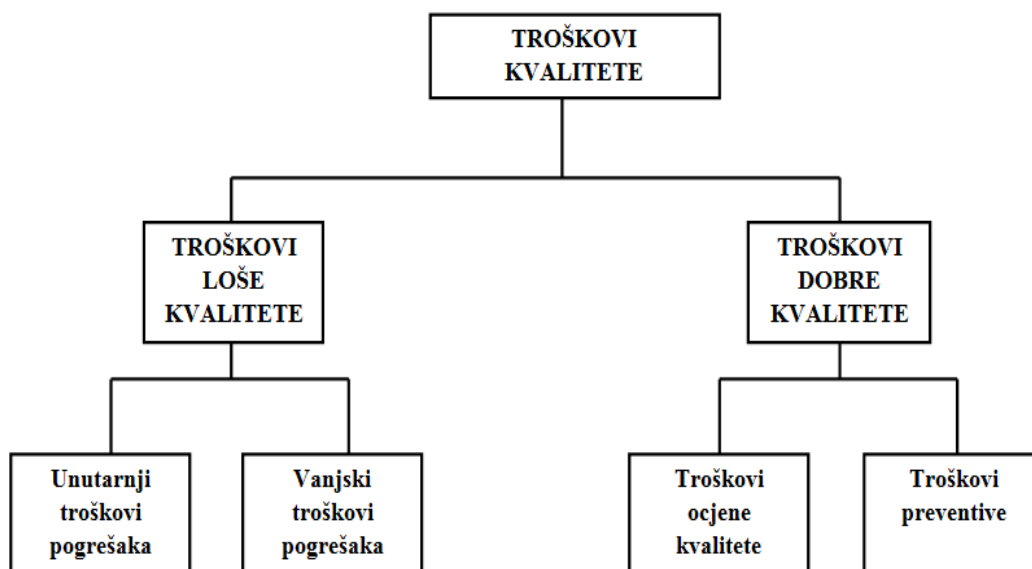 TROŠKOVI
KVALITETE
TROŠKOVI
LOŠE
KVALITETE
TROŠKOVI
DOBRE
KVALITETE
Unutarnji
troškovi
pogrešaka
Vanjski
troškovi
pogrešaka
Troškovi
ocjene
kvalitete
Troškovi
preventive